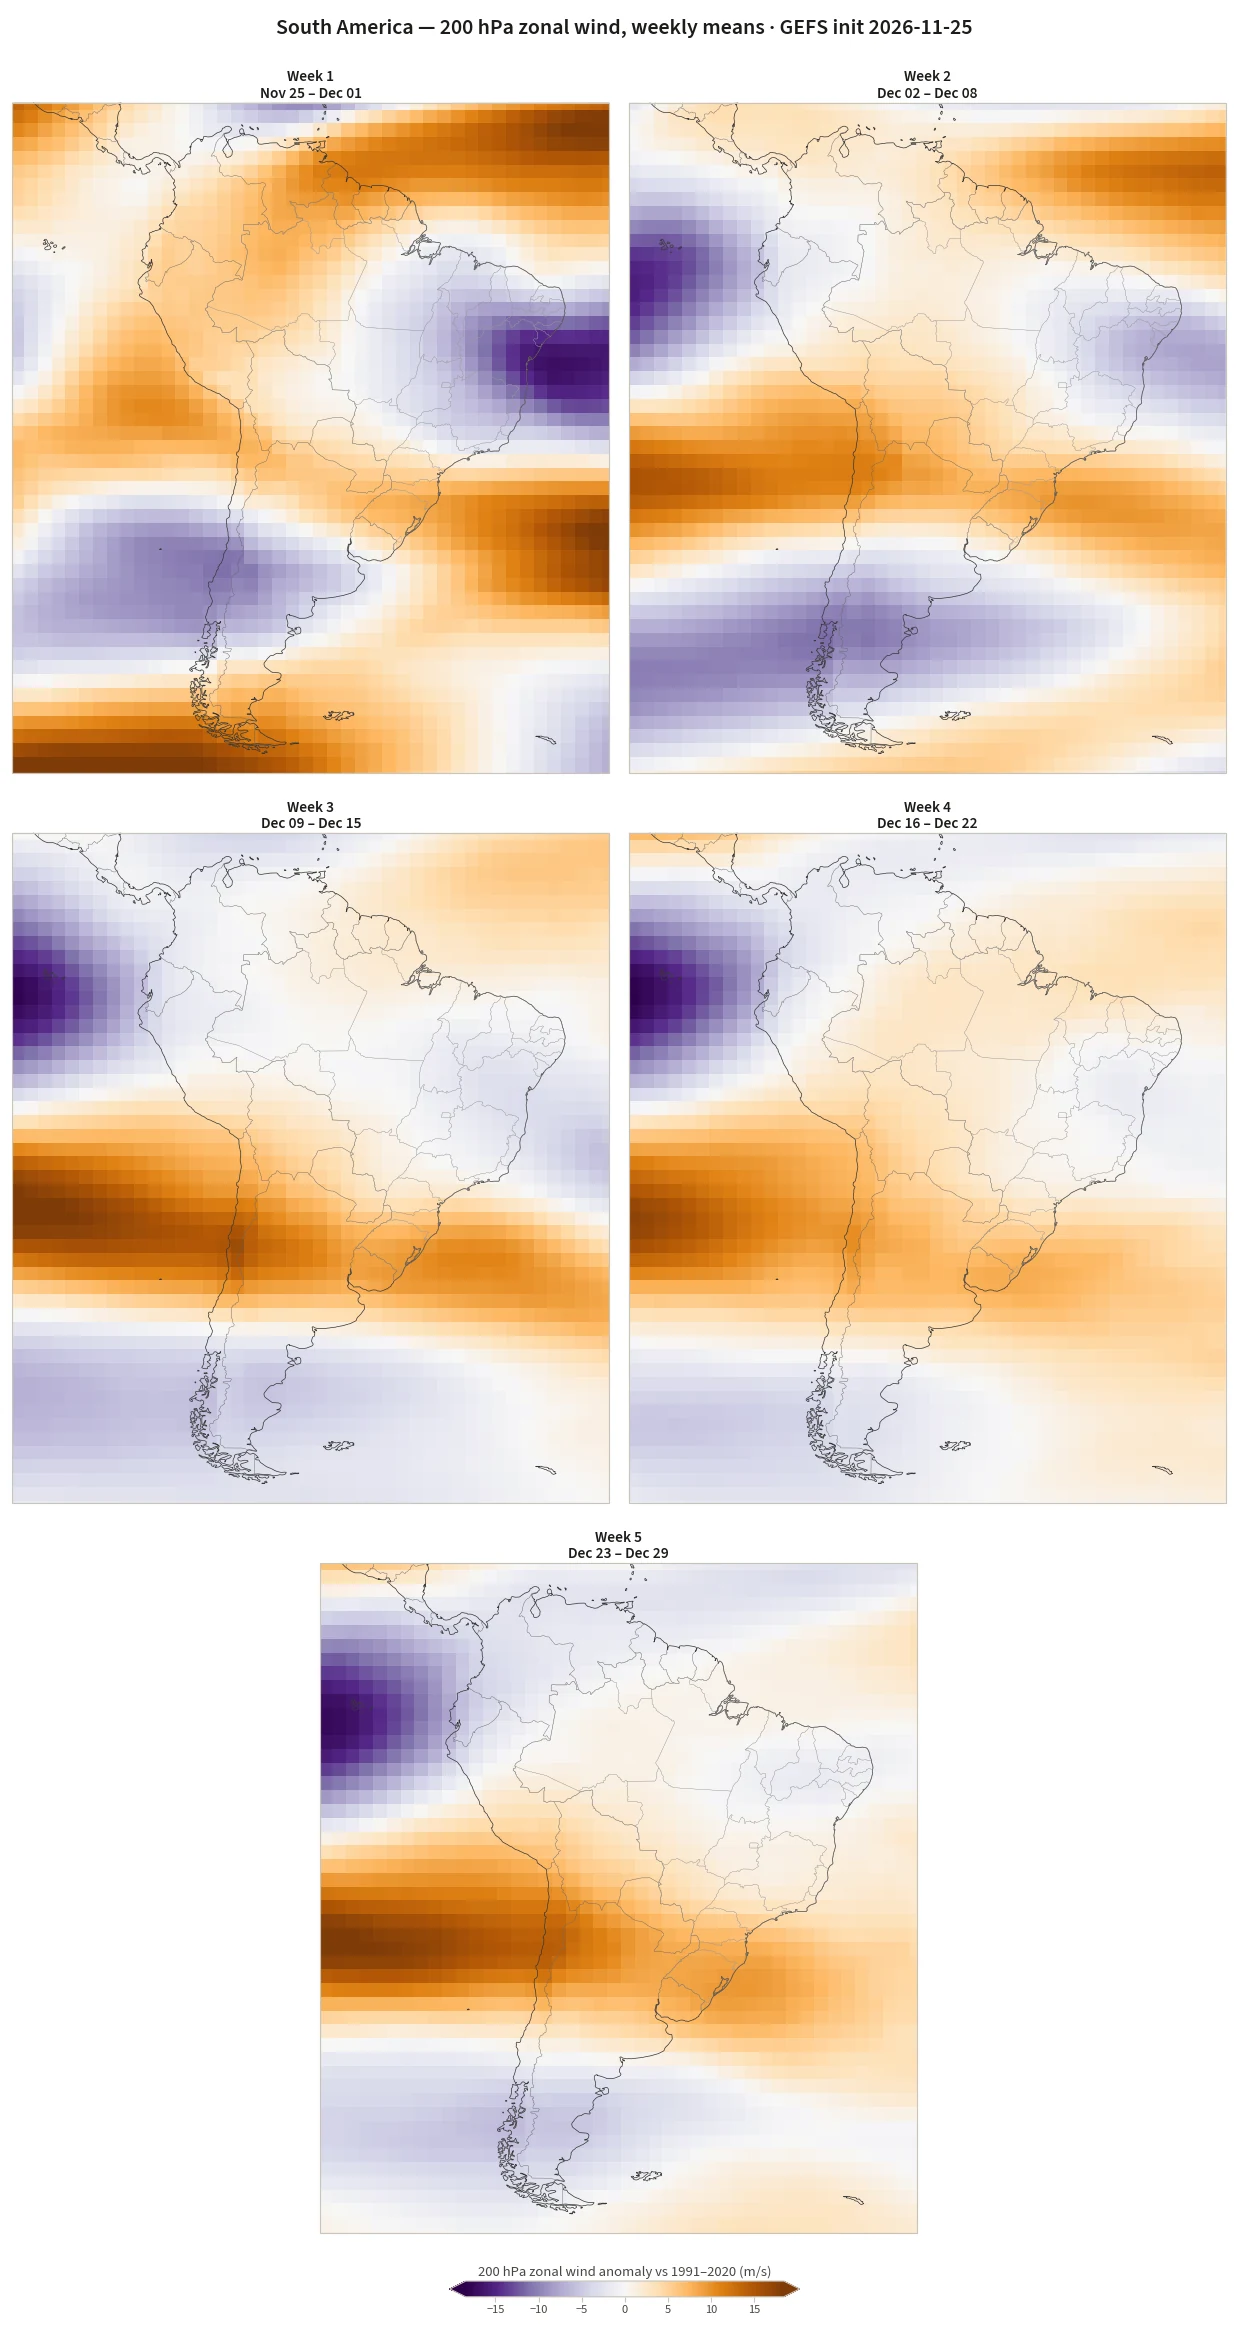 South America — 200 hPa zonal wind, weekly means · GEFS init 2026-11-25
Week 1
Nov 25 – Dec 01
Week 2
Dec 02 – Dec 08
Week 3
Dec 09 – Dec 15
Week 4
Dec 16 – Dec 22
Week 5
Dec 23 – Dec 29
200 hPa zonal wind anomaly vs 1991–2020 (m/s)
−15 −10 −5 0 5 10 15